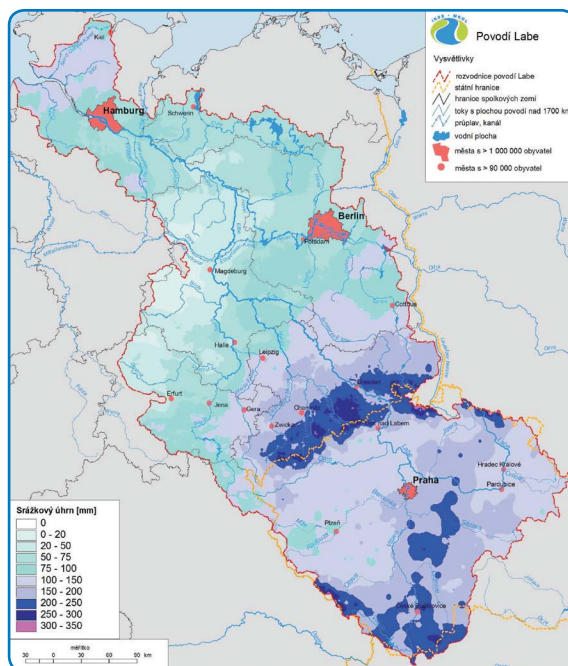 IKSE - MKOL
Povodí Labe
Vysvětlivky
rozvodnice povodí Labe
státní hranice
hranice spolkových zemí
toky s plochou povodí nad 1700 km
průplav, kanál
vodní plocha
města s > 1 000 000 obyvatel
města s > 90 000 obyvatel
Kiel
Hamburg
Schwerin
Berlin
Potsdam
Magdeburg
Mittellandkanal
Cottbus
Halle
Leipzig
Dresden
Erfurt
Jena
Gera
Chemnitz
Zwickau
nad Labem
Hradec Králové
Praha
Pardubice
Plzeň
České Budějovice
Srážkový úhrn [mm]
0
0 - 20
20 - 50
50 - 75
75 - 100
100 - 150
150 - 200
200 - 250
250 - 300
300 - 350
měřítko
30 0 30 60 90 km